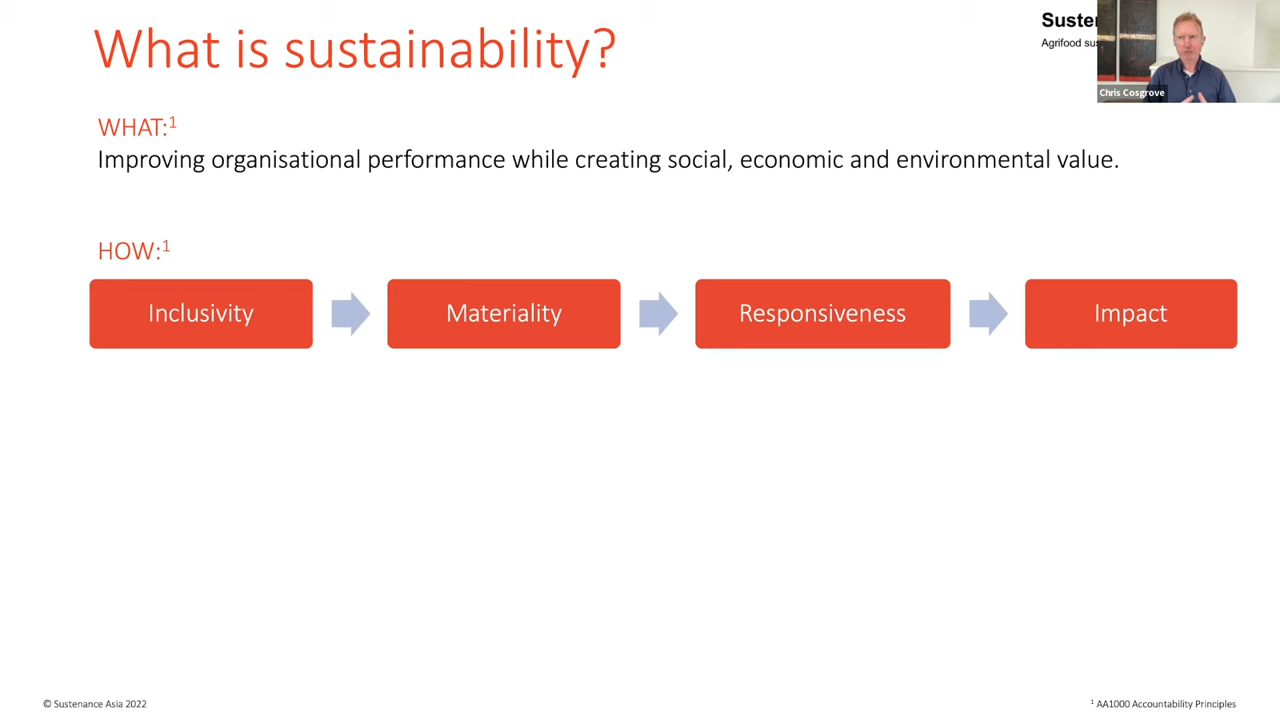 What is sustainability?
Agrifood
Chris Cosgrove
WHAT:1
Improving organisational performance while creating social, economic and environmental value.
HOW:1
Inclusivity
Materiality
Responsiveness
Impact
© Sustenance Asia 2022
1 AA1000 Accountability Principles